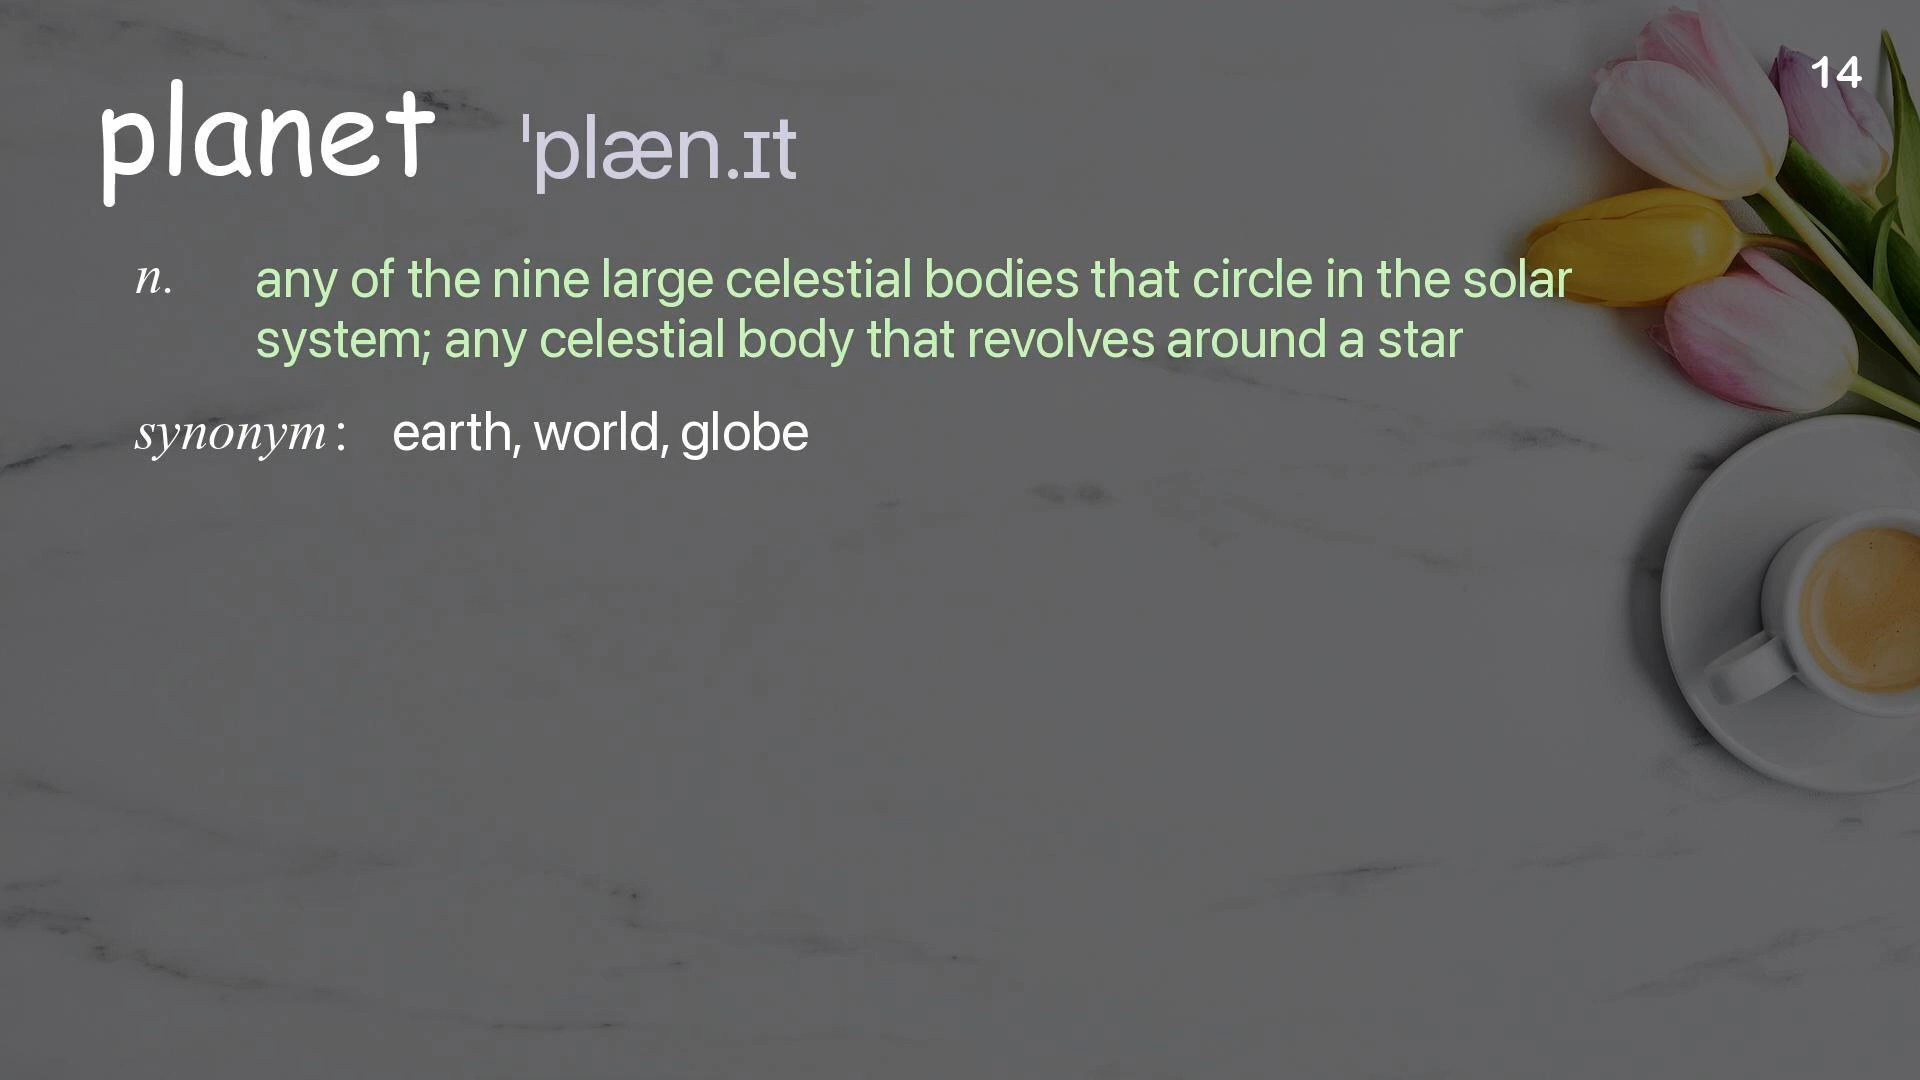 14
planet ˈplæn.ɪt
n. any of the nine large celestial bodies that circle in the solar
system; any celestial body that revolves around a star
synonym: earth, world, globe